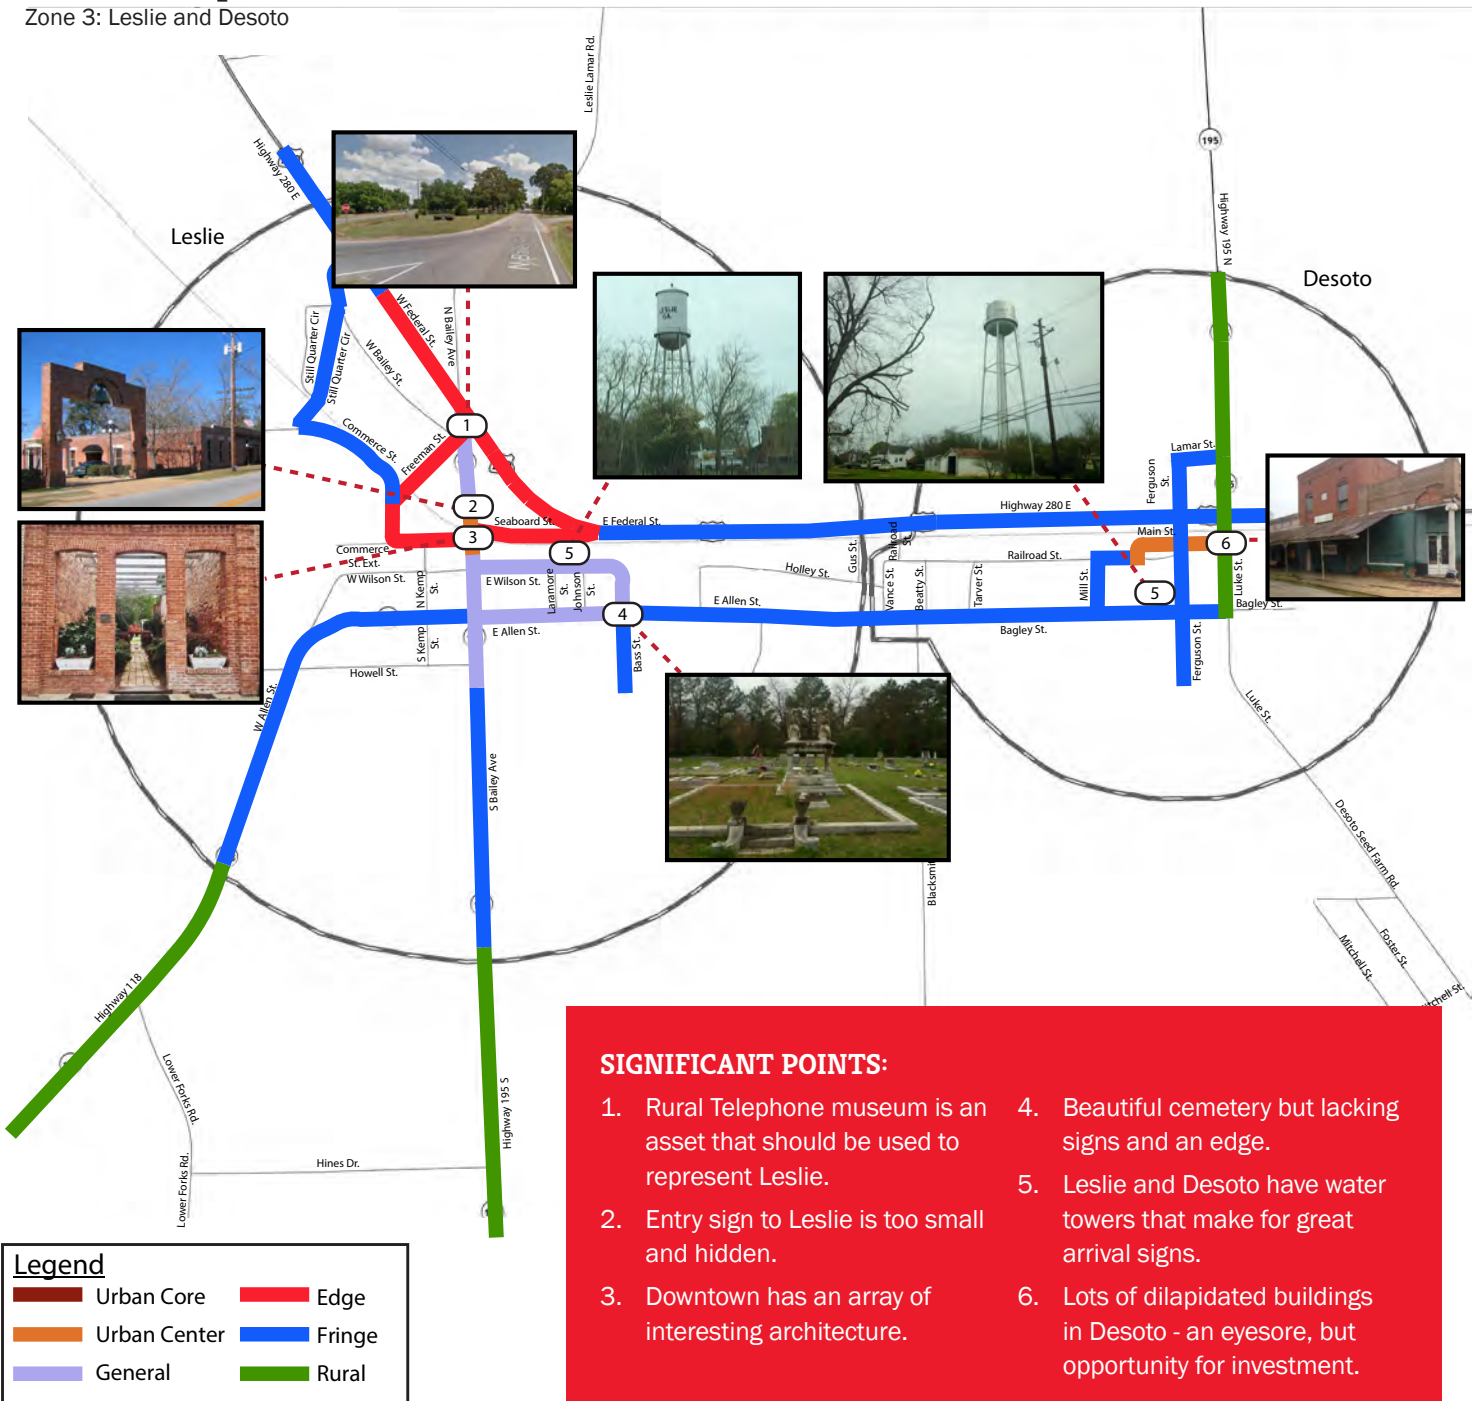 Zone 3: Leslie and Desoto
Leslie Lamar Rd.
195
Highway 280 E
Highway 195 N
Leslie
Desoto
N Bailey Ave
W Federal St.
W Bailey St.
Still Quarter Cir
Still Quarter Cir
LESLIE
GA.
Commerce St.
Freeman St.
1
2
3
Seaboard St.
E Federal St.
5
Commerce
St. Ext.
W Wilson St.
E Wilson St.
N Kemp
St.
S Kemp
St.
Laramore
St.
Johnson
St.
E Allen St.
E Allen St.
4
Bass St.
Howell St.
W Allen St.
S Bailey Ave
Holley St.
Gus St.
Railroad
St.
Vance St.
Beatty St.
Tarver St.
Highway 280 E
Railroad St.
Main St.
Mill St.
5
6
Lamar St.
Ferguson
St.
Ferguson St.
Luke St.
Bagley St.
Bagley St.
Luke St.
Desoto Seed Farm Rd.
Mitchell St.
Foster St.
Highway 118
Lower Forks Rd.
Lower Forks Rd.
Hines Dr.
Highway 195 S
SIGNIFICANT POINTS:
1. Rural Telephone museum is an
asset that should be used to
represent Leslie.
2. Entry sign to Leslie is too small
and hidden.
3. Downtown has an array of
interesting architecture.
4. Beautiful cemetery but lacking
signs and an edge.
5. Leslie and Desoto have water
towers that make for great
arrival signs.
6. Lots of dilapidated buildings
in Desoto - an eyesore, but
opportunity for investment.
Legend
Urban Core
Urban Center
General
Edge
Fringe
Rural